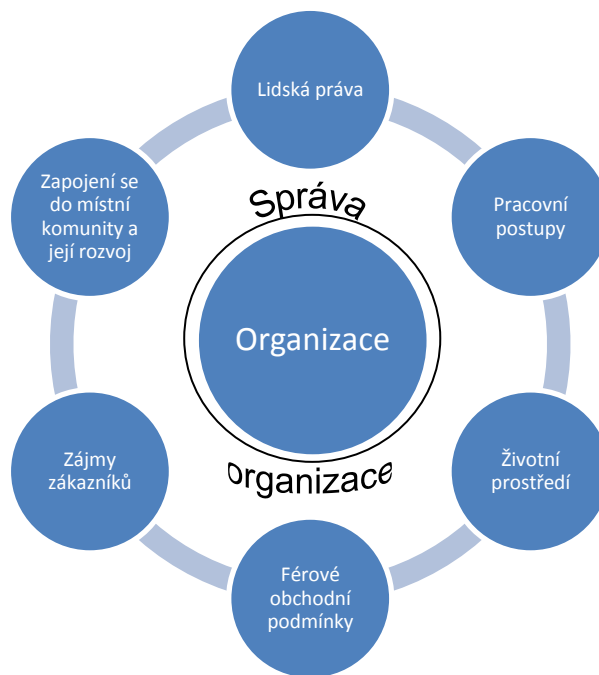 Lidská práva
Zapojení se
do místní
komunity a
její rozvoj
Pracovní
postupy
Správa
Organizace
organizace
Zájmy
zákazníků
Životní
prostředí
Férové
obchodní
podmínky